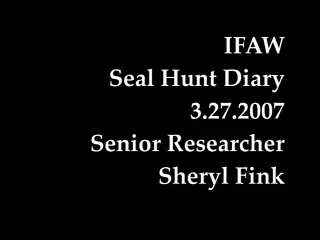 IFAW
Seal Hunt Diary
3.27.2007
Senior Researcher
Sheryl Fink